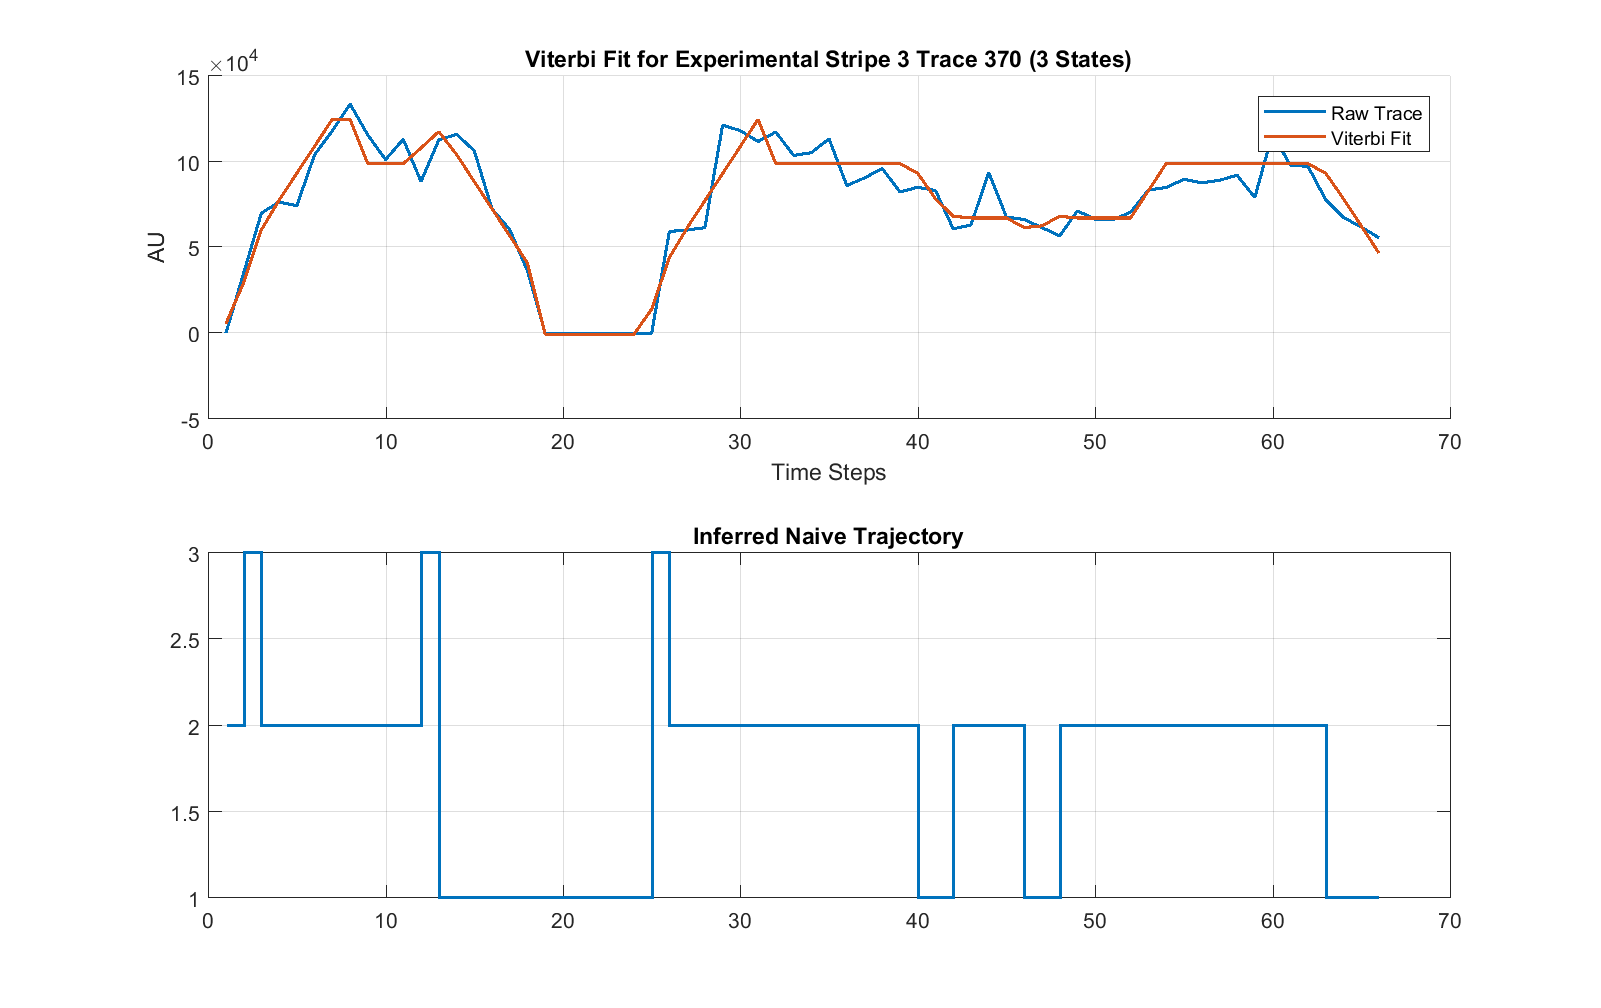 Viterbi Fit for Experimental Stripe 3 Trace 370 (3 States)
×10⁴
15
10
5
0
-5
AU
Raw Trace
Viterbi Fit
0 10 20 30 40 50 60 70
Time Steps
Inferred Naive Trajectory
3
2.5
2
1.5
1
0 10 20 30 40 50 60 70